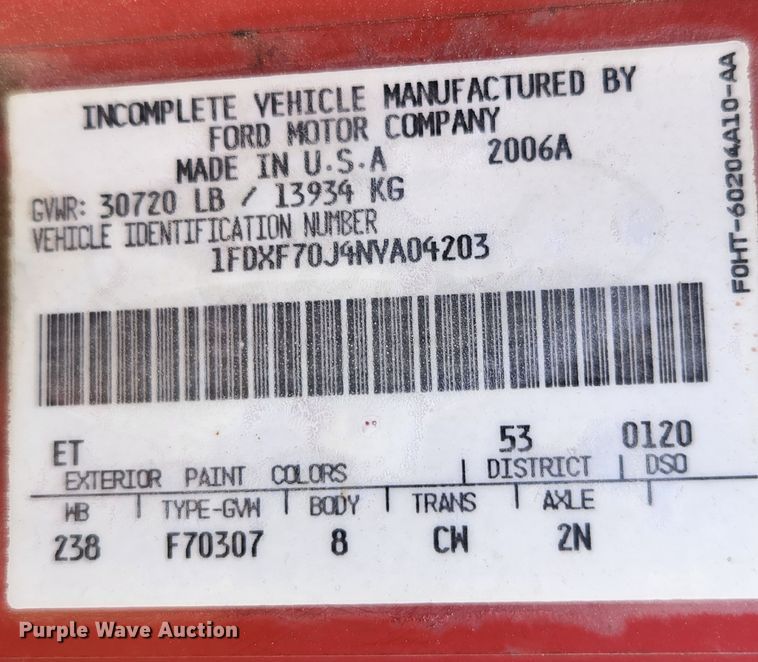 INCOMPLETE VEHICLE MANUFACTURED BY
FORD MOTOR COMPANY
MADE IN U.S.A 2006A
GVWR: 30720 LB / 13934 KG
VEHICLE IDENTIFICATION NUMBER
1FDXF70J4NVA04203
F0HT-60204A10-AA
ET 53 0120
EXTERIOR PAINT COLORS DISTRICT DSO
WB TYPE-GVW BODY TRANS AXLE
238 F70307 8 CW 2N
Purple Wave Auction